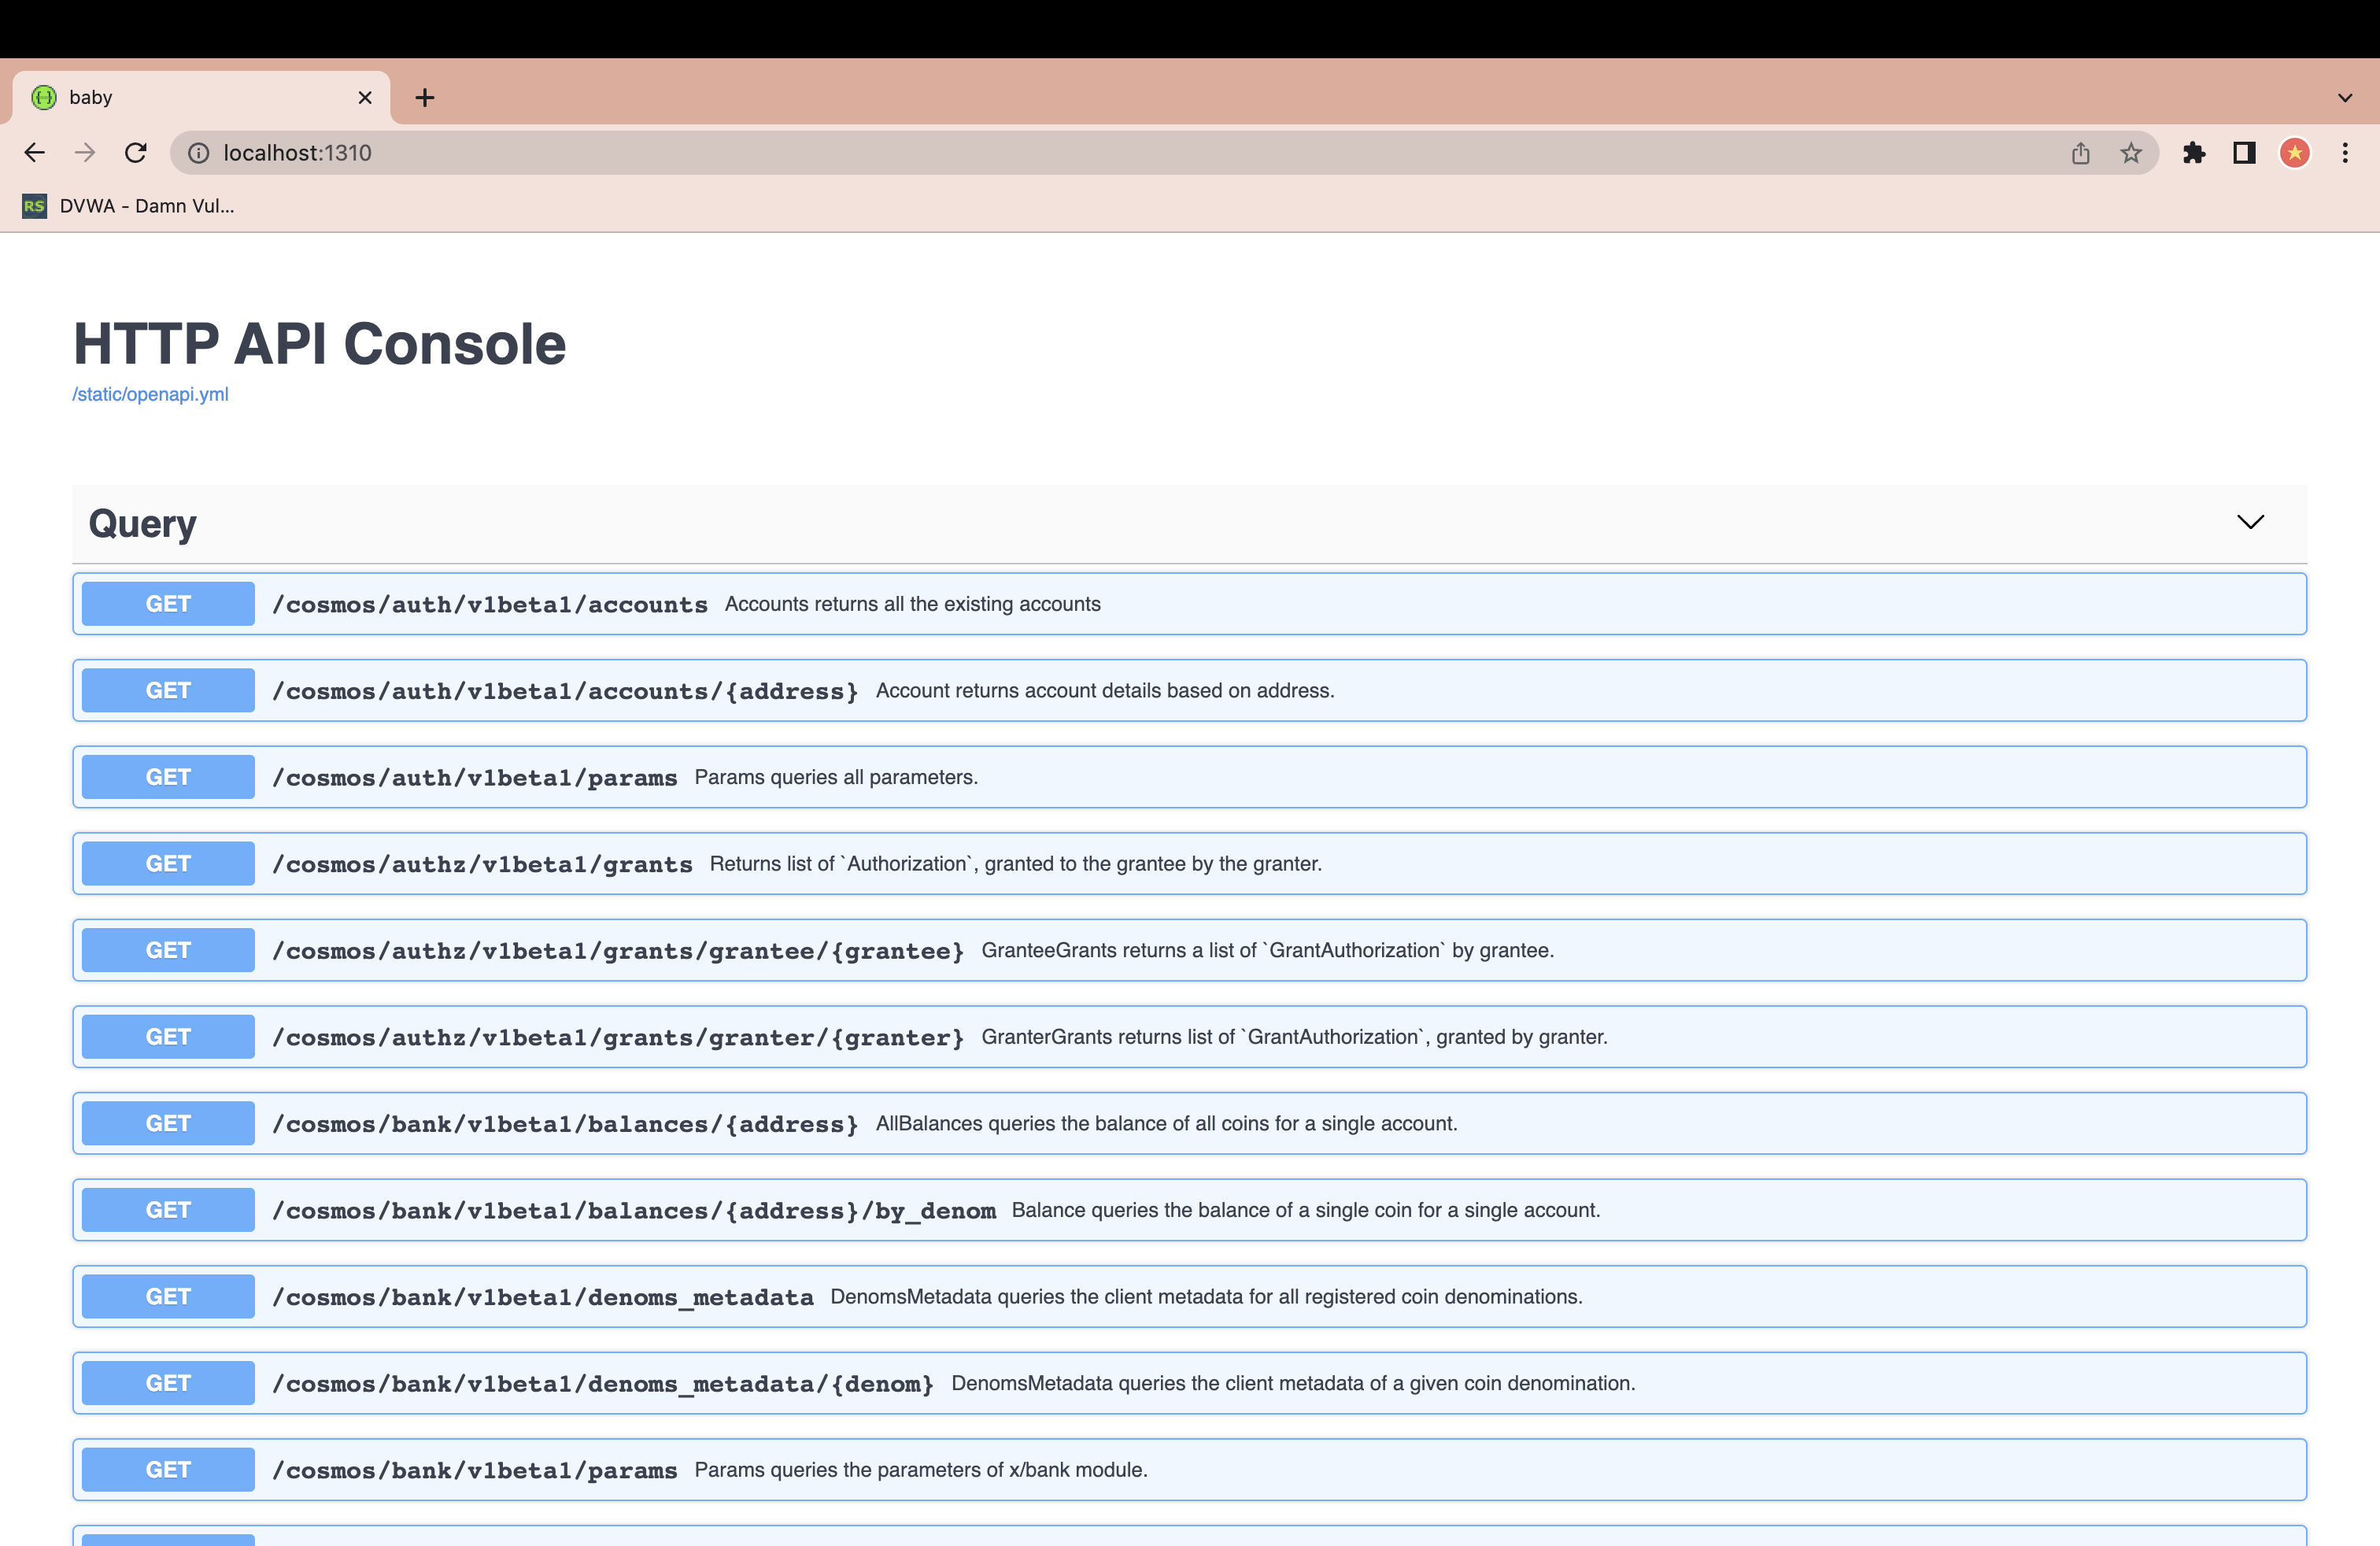 baby
localhost:1310
RS DVWA - Damn Vul...
HTTP API Console
/static/openapi.yml
Query
GET /cosmos/auth/v1beta1/accounts Accounts returns all the existing accounts
GET /cosmos/auth/v1beta1/accounts/{address} Account returns account details based on address.
GET /cosmos/auth/v1beta1/params Params queries all parameters.
GET /cosmos/authz/v1beta1/grants Returns list of `Authorization`, granted to the grantee by the granter.
GET /cosmos/authz/v1beta1/grants/grantee/{grantee} GranteeGrants returns a list of `GrantAuthorization` by grantee.
GET /cosmos/authz/v1beta1/grants/granter/{granter} GranterGrants returns list of `GrantAuthorization`, granted by granter.
GET /cosmos/bank/v1beta1/balances/{address} AllBalances queries the balance of all coins for a single account.
GET /cosmos/bank/v1beta1/balances/{address}/by_denom Balance queries the balance of a single coin for a single account.
GET /cosmos/bank/v1beta1/denoms_metadata DenomsMetadata queries the client metadata for all registered coin denominations.
GET /cosmos/bank/v1beta1/denoms_metadata/{denom} DenomsMetadata queries the client metadata of a given coin denomination.
GET /cosmos/bank/v1beta1/params Params queries the parameters of x/bank module.